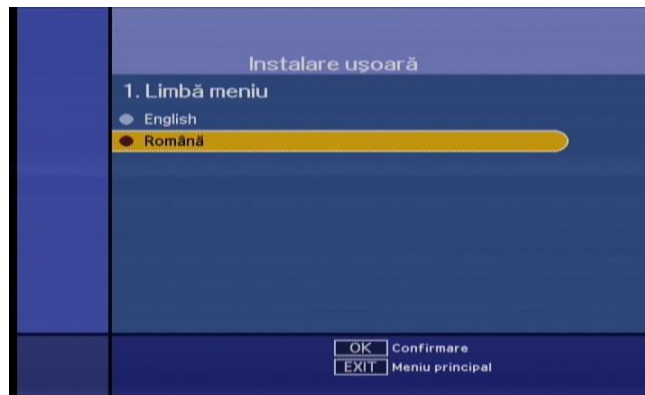 Instalare uşoară
1. Limbă meniu
English
Română
OK Confirmare
EXIT Meniu principal